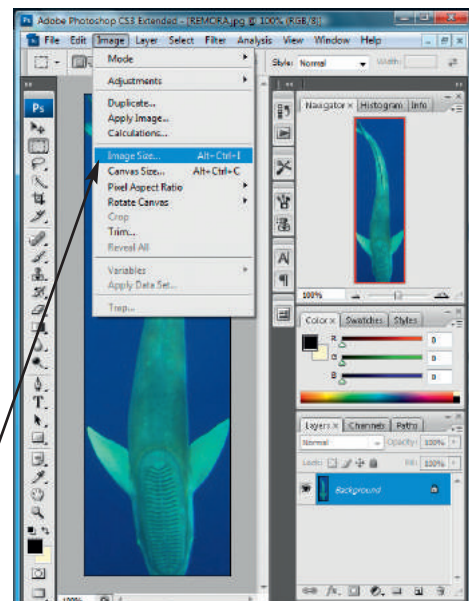 Adobe Photoshop CS3 Extended - [REMORA.jpg @ 100% (RGB/8)]
File Edit Image Layer Select Filter Analysis View Window Help
Style: Normal Width:
Mode
Adjustments
Duplicate...
Apply Image...
Calculations...
Image Size... Alt+Ctrl+I
Canvas Size... Alt+Ctrl+C
Pixel Aspect Ratio
Rotate Canvas
Crop
Trim...
Reveal All
Variables
Apply Data Set...
Trap...
Ps
Navigator x Histogram Info
100%
Color x Swatches Styles
R 0
G 0
B 0
Layers x Channels Paths
Normal Opacity: 100%
Lock: Fill: 100%
Background
100%